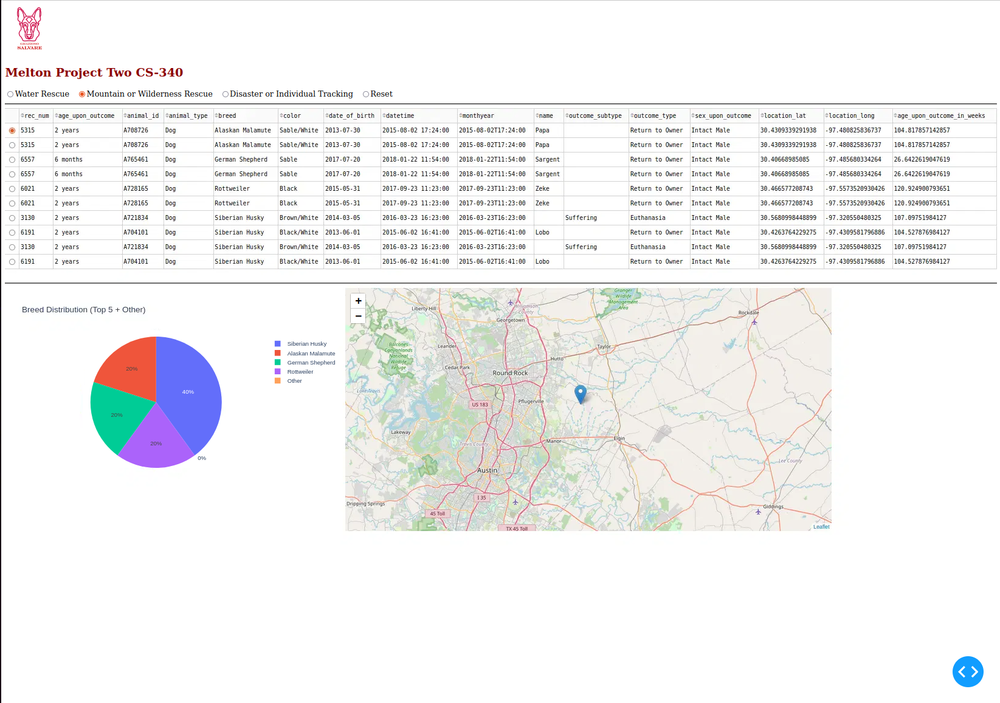 GRAZIOSO
SALVARE
Melton Project Two CS-340
Water Rescue Mountain or Wilderness Rescue Disaster or Individual Tracking Reset
rec_num age_upon_outcome animal_id animal_type breed color date_of_birth datetime monthyear name outcome_subtype outcome_type sex_upon_outcome location_lat location_long age_upon_outcome_in_weeks
5315 2 years A708726 Dog Alaskan Malamute Sable/White 2013-07-30 2015-08-02 17:24:00 2015-08-02T17:24:00 Papa Return to Owner Intact Male 30.4309339291938 -97.480825836737 104.817857142857
5315 2 years A708726 Dog Alaskan Malamute Sable/White 2013-07-30 2015-08-02 17:24:00 2015-08-02T17:24:00 Papa Return to Owner Intact Male 30.4309339291938 -97.480825836737 104.817857142857
6557 6 months A765461 Dog German Shepherd Sable 2017-07-20 2018-01-22 11:54:00 2018-01-22T11:54:00 Sargent Return to Owner Intact Male 30.40668985085 -97.485680334264 26.6422619047619
6557 6 months A765461 Dog German Shepherd Sable 2017-07-20 2018-01-22 11:54:00 2018-01-22T11:54:00 Sargent Return to Owner Intact Male 30.40668985085 -97.485680334264 26.6422619047619
6021 2 years A728165 Dog Rottweiler Black 2015-05-31 2017-09-23 11:23:00 2017-09-23T11:23:00 Zeke Return to Owner Intact Male 30.466577208743 -97.5573520930426 120.924900793651
6021 2 years A728165 Dog Rottweiler Black 2015-05-31 2017-09-23 11:23:00 2017-09-23T11:23:00 Zeke Return to Owner Intact Male 30.466577208743 -97.5573520930426 120.924900793651
3130 2 years A721834 Dog Siberian Husky Brown/White 2014-03-05 2016-03-23 16:23:00 2016-03-23T16:23:00 Suffering Euthanasia Intact Male 30.5680998448899 -97.320550480325 107.09751984127
6191 2 years A704101 Dog Siberian Husky Black/White 2013-06-01 2015-06-02 16:41:00 2015-06-02T16:41:00 Lobo Return to Owner Intact Male 30.4263764229275 -97.4309581796886 104.527876984127
3130 2 years A721834 Dog Siberian Husky Brown/White 2014-03-05 2016-03-23 16:23:00 2016-03-23T16:23:00 Suffering Euthanasia Intact Male 30.5680998448899 -97.320550480325 107.09751984127
6191 2 years A704101 Dog Siberian Husky Black/White 2013-06-01 2015-06-02 16:41:00 2015-06-02T16:41:00 Lobo Return to Owner Intact Male 30.4263764229275 -97.4309581796886 104.527876984127
Breed Distribution (Top 5 + Other)
40%
20%
20%
20%
0%
Siberian Husky
Alaskan Malamute
German Shepherd
Rottweiler
Other
+
−
Granger
Wildlife
Management
Area
Liberty Hill
Williamson
County
Georgetown
Rockdale
Balcones
Canyonlands
National
Wildlife
Refuge
Leander
Taylor
Hutto
Cedar Park
Round Rock
Lake Travis
US 183
Pflugerville
Lakeway
Travis County
Manor
Elgin
Lee County
Austin
I 35
Dripping Springs
Giddings
45 Toll
TX 45 Toll
Leaflet